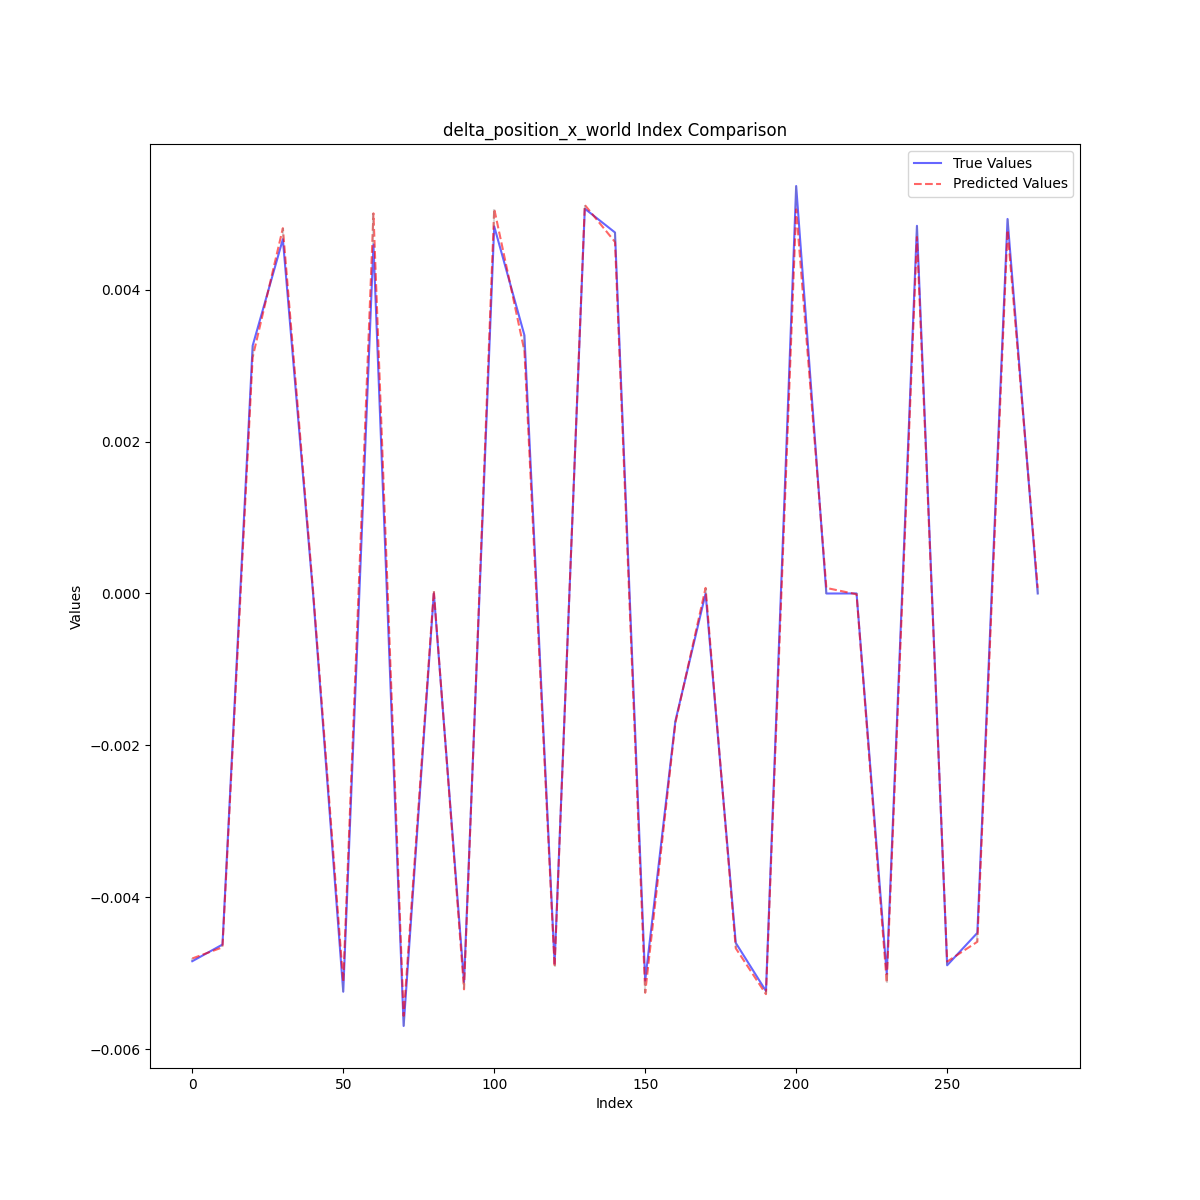 delta_position_x_world Index Comparison
True Values
Predicted Values
0.004
0.002
0.000
−0.002
−0.004
−0.006
Values
0 50 100 150 200 250
Index